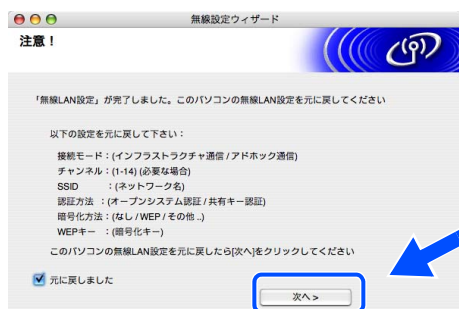 無線設定ウィザード
注意！
「無線LAN設定」が完了しました。このパソコンの無線LAN設定を元に戻してください
以下の設定を元に戻して下さい：
接続モード：(インフラストラクチャ通信 / アドホック通信)
チャンネル：(1-14) (必要な場合)
SSID ：(ネットワーク名)
認証方法 ：(オープンシステム認証 / 共有キー認証)
暗号化方法：(なし / WEP / その他 ..)
WEPキー ：(暗号化キー)
このパソコンの無線LAN設定を元に戻したら[次へ]をクリックしてください
元に戻しました
次へ >